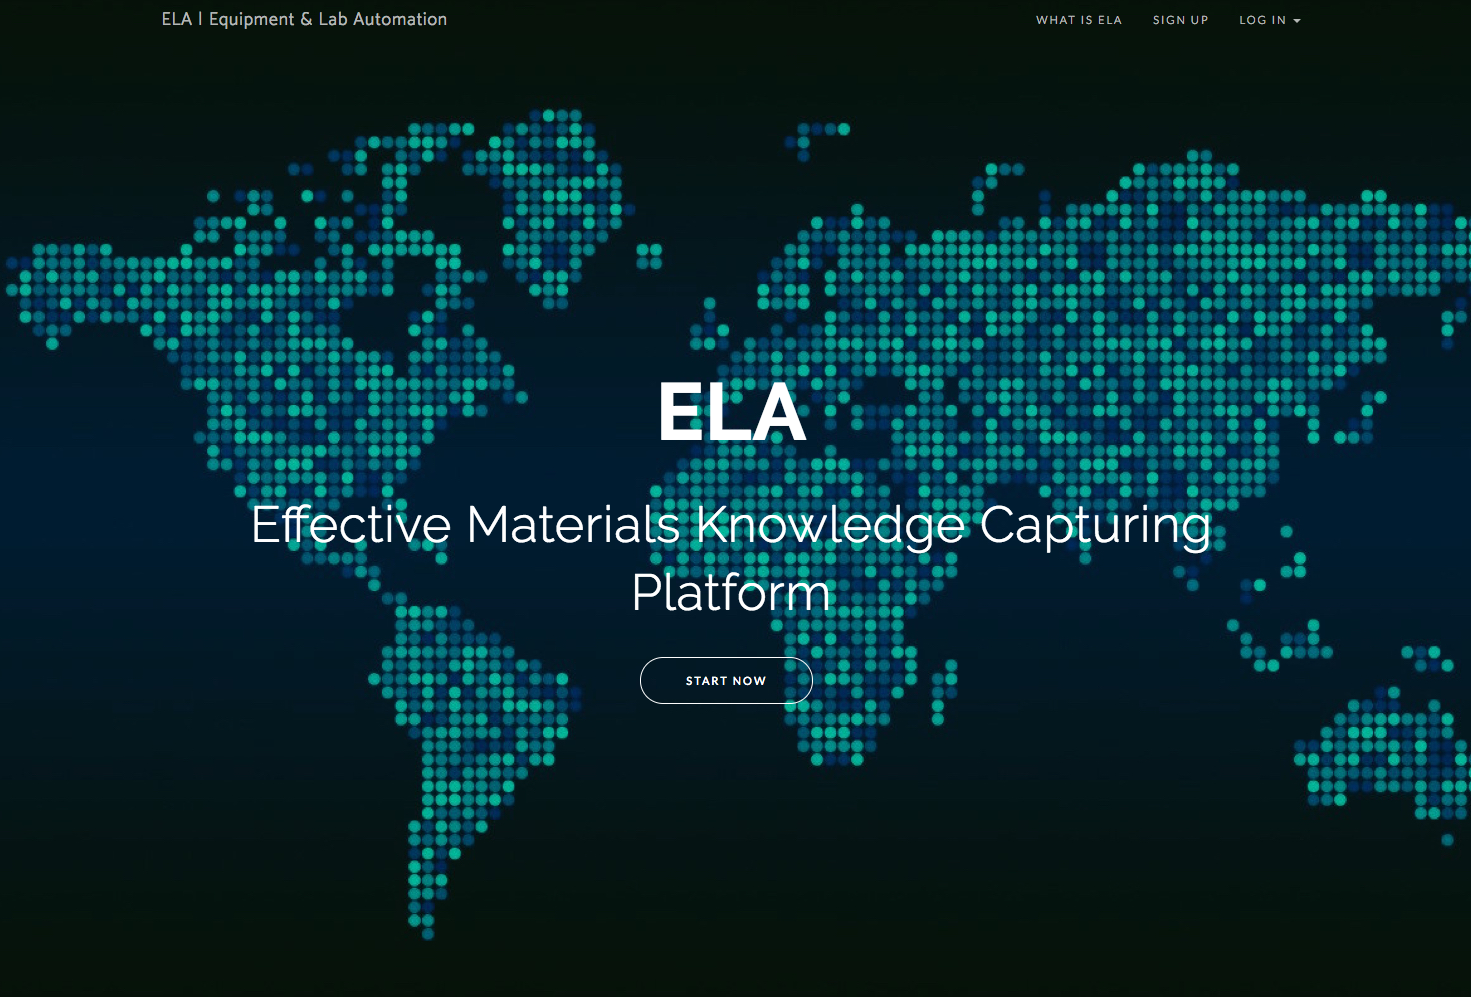 ELA | Equipment & Lab Automation
WHAT IS ELA
SIGN UP
LOG IN
ELA
Effective Materials Knowledge Capturing
Platform
START NOW